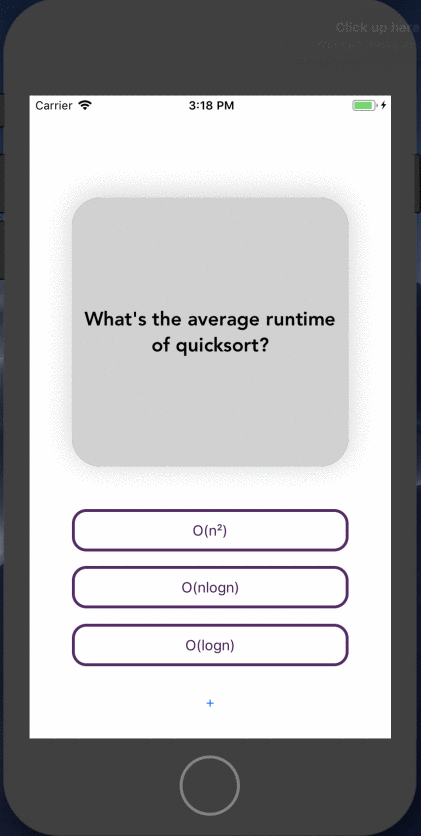 Click up here
Carrier
3:18 PM
What's the average runtime
of quicksort?
O(n²)
O(nlogn)
O(logn)
+